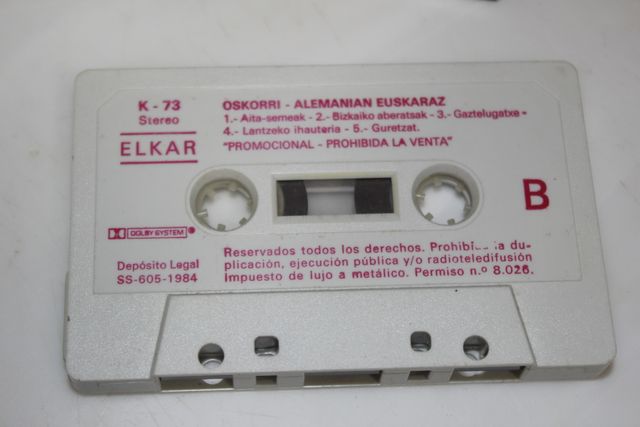 K - 73
Stereo
ELKAR
OSKORRI - ALEMANIAN EUSKARAZ
1.- Aita-semeak - 2.- Bizkaiko aberatsak - 3.- Gaztelugatxe -
4.- Lantzeko ihauteria - 5.- Guretzat.
"PROMOCIONAL - PROHIBIDA LA VENTA"
B
DOLBY SYSTEM
Depósito Legal
SS-605-1984
Reservados todos los derechos. la du-
plicación, ejecución pública y/o radioteledifusión
Impuesto de lujo a metálico. Permiso n.º 8.026.